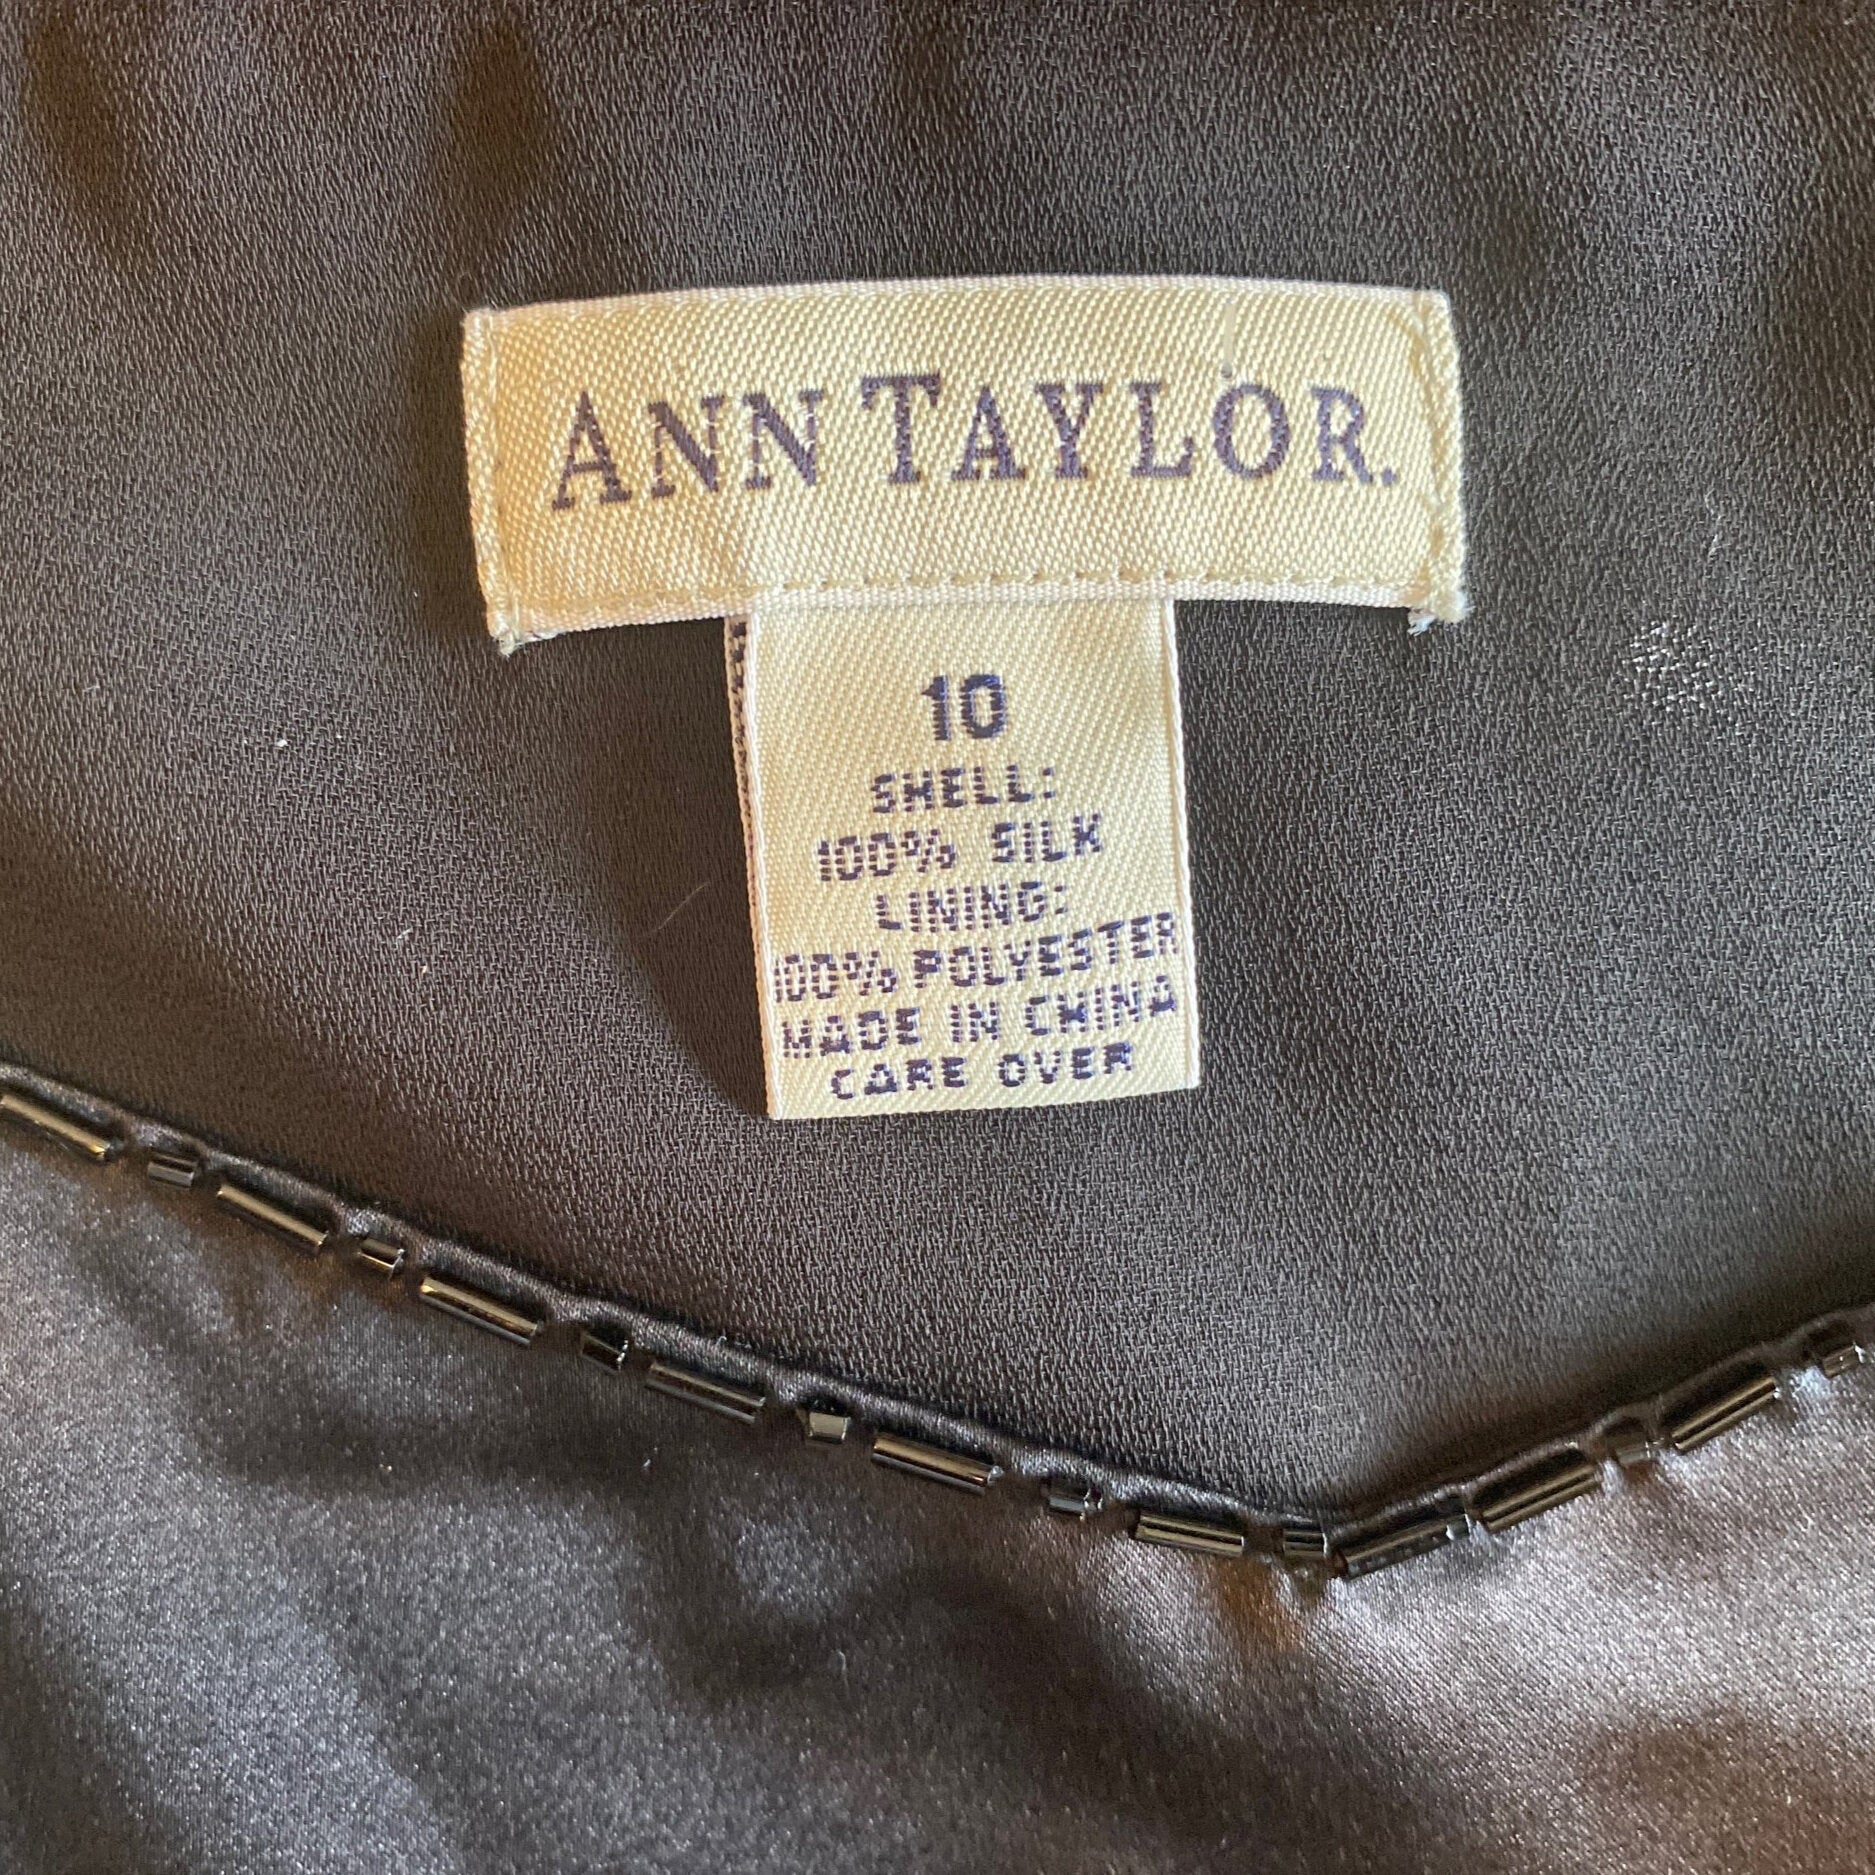 ANN TAYLOR.
10
SHELL:
100% SILK
LINING:
100% POLYESTER
MADE IN CHINA
CARE OVER